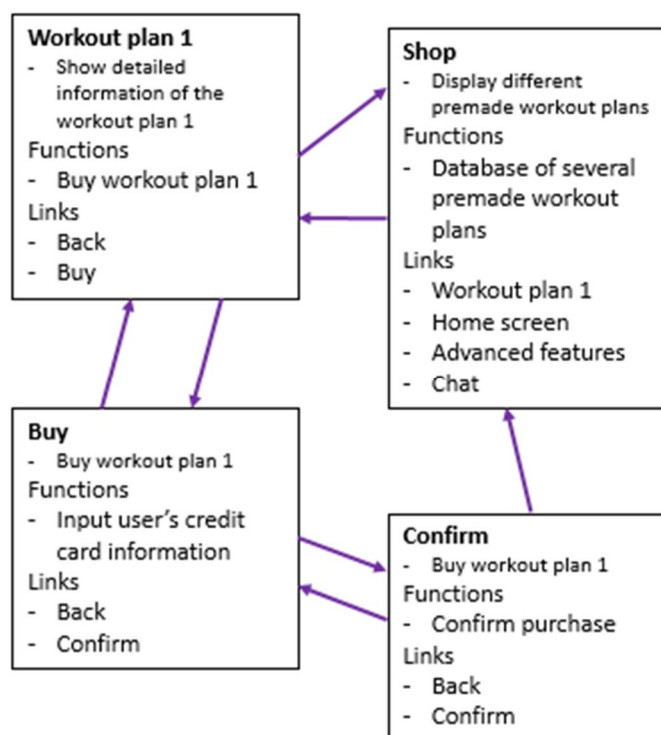 Workout plan 1
- Show detailed
information of the
workout plan 1
Functions
- Buy workout plan 1
Links
- Back
- Buy
Shop
- Display different
premade workout plans
Functions
- Database of several
premade workout
plans
Links
- Workout plan 1
- Home screen
- Advanced features
- Chat
Buy
- Buy workout plan 1
Functions
- Input user's credit
card information
Links
- Back
- Confirm
Confirm
- Buy workout plan 1
Functions
- Confirm purchase
Links
- Back
- Confirm